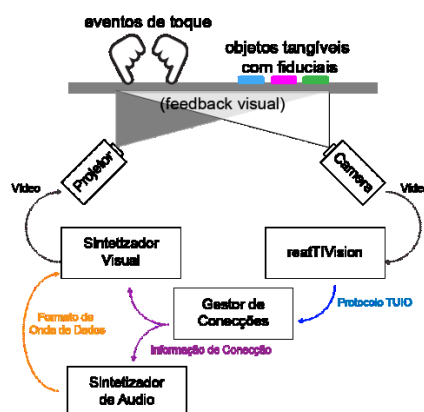 eventos de toque
objetos tangíveis
com fiduciais
(feedback visual)
Projetor
Camera
Vídeo
Vídeo
Sintetizador
Visual
reaTIVision
Gestor de
Conecções
Protocolo TUIO
Formato de
Onda de Dados
Informação de Conecção
Sintetizador
de Audio